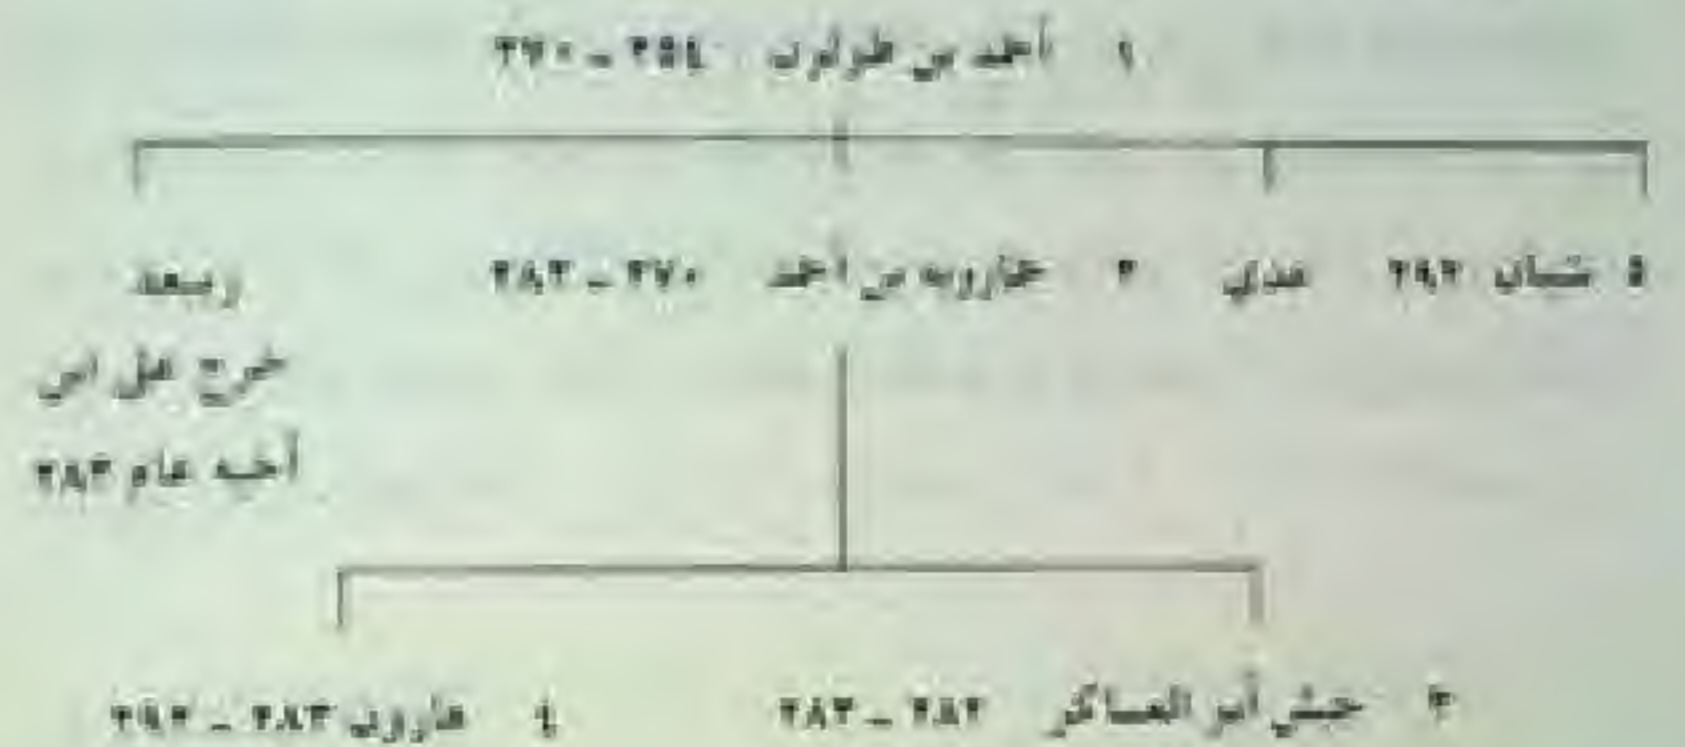 ١ أحمد بن طولون ٢٥٤ - ٢٧٠
٥ شيبان ٢٩٢ عدي ٢ خمارويه بن أحمد ٢٧٠ - ٢٨٢ ربيعة
خرج على ابن
أخيه عام ٢٨٣
٣ جيش أبو العساكر ٢٨٢ - ٢٨٣ ٤ هارون ٢٨٣ - ٢٩٢